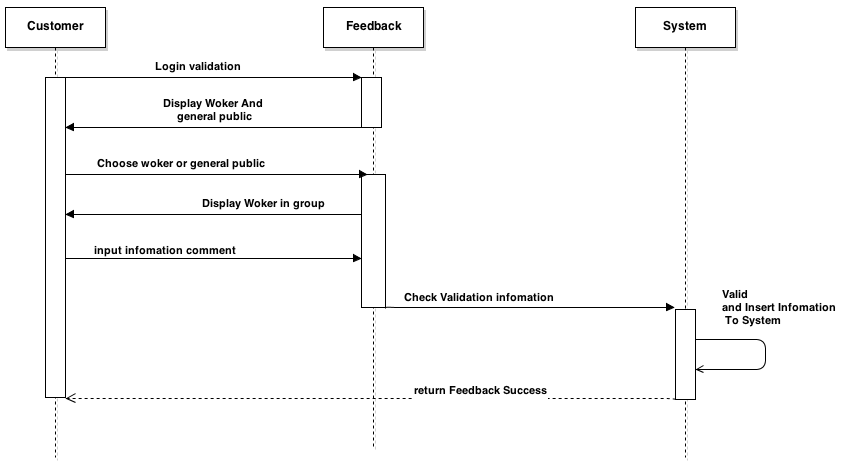 Customer
Feedback
System
Login validation
Display Woker And
general public
Choose woker or general public
Display Woker in group
input infomation comment
Check Validation infomation
Valid
and Insert Infomation
To System
return Feedback Success